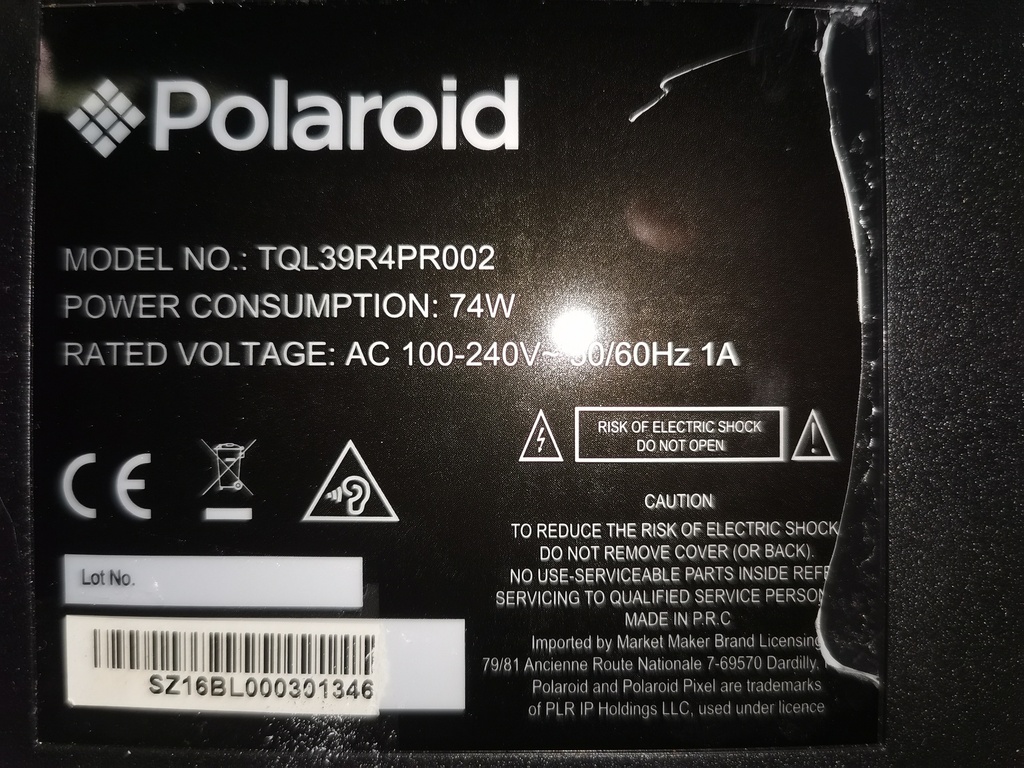 Polaroid
MODEL NO.: TQL39R4PR002
POWER CONSUMPTION: 74W
RATED VOLTAGE: AC 100-240V~ 50/60Hz 1A
RISK OF ELECTRIC SHOCK
DO NOT OPEN
CE
CAUTION
TO REDUCE THE RISK OF ELECTRIC SHOCK
DO NOT REMOVE COVER (OR BACK).
NO USE-SERVICEABLE PARTS INSIDE
SERVICING TO QUALIFIED SERVICE
MADE IN P.R.C
Imported by Market Maker Brand Licensing
79/81 Ancienne Route Nationale 7-69570 Dardilly,
Polaroid and Polaroid Pixel are trademarks
of PLR IP Holdings LLC, used under licence
Lot No.
SZ16BL000301346